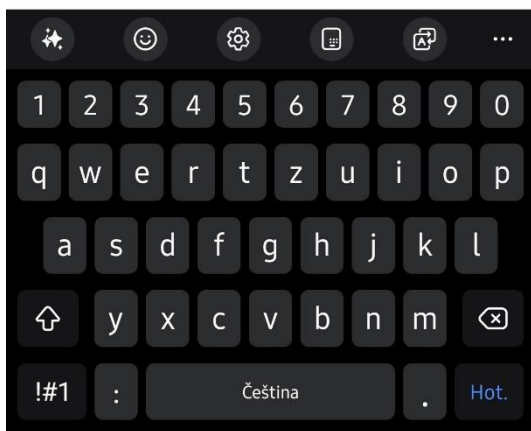 1 2 3 4 5 6 7 8 9 0
q w e r t z u i o p
a s d f g h j k l
y x c v b n m
!#1 : Čeština . Hot.